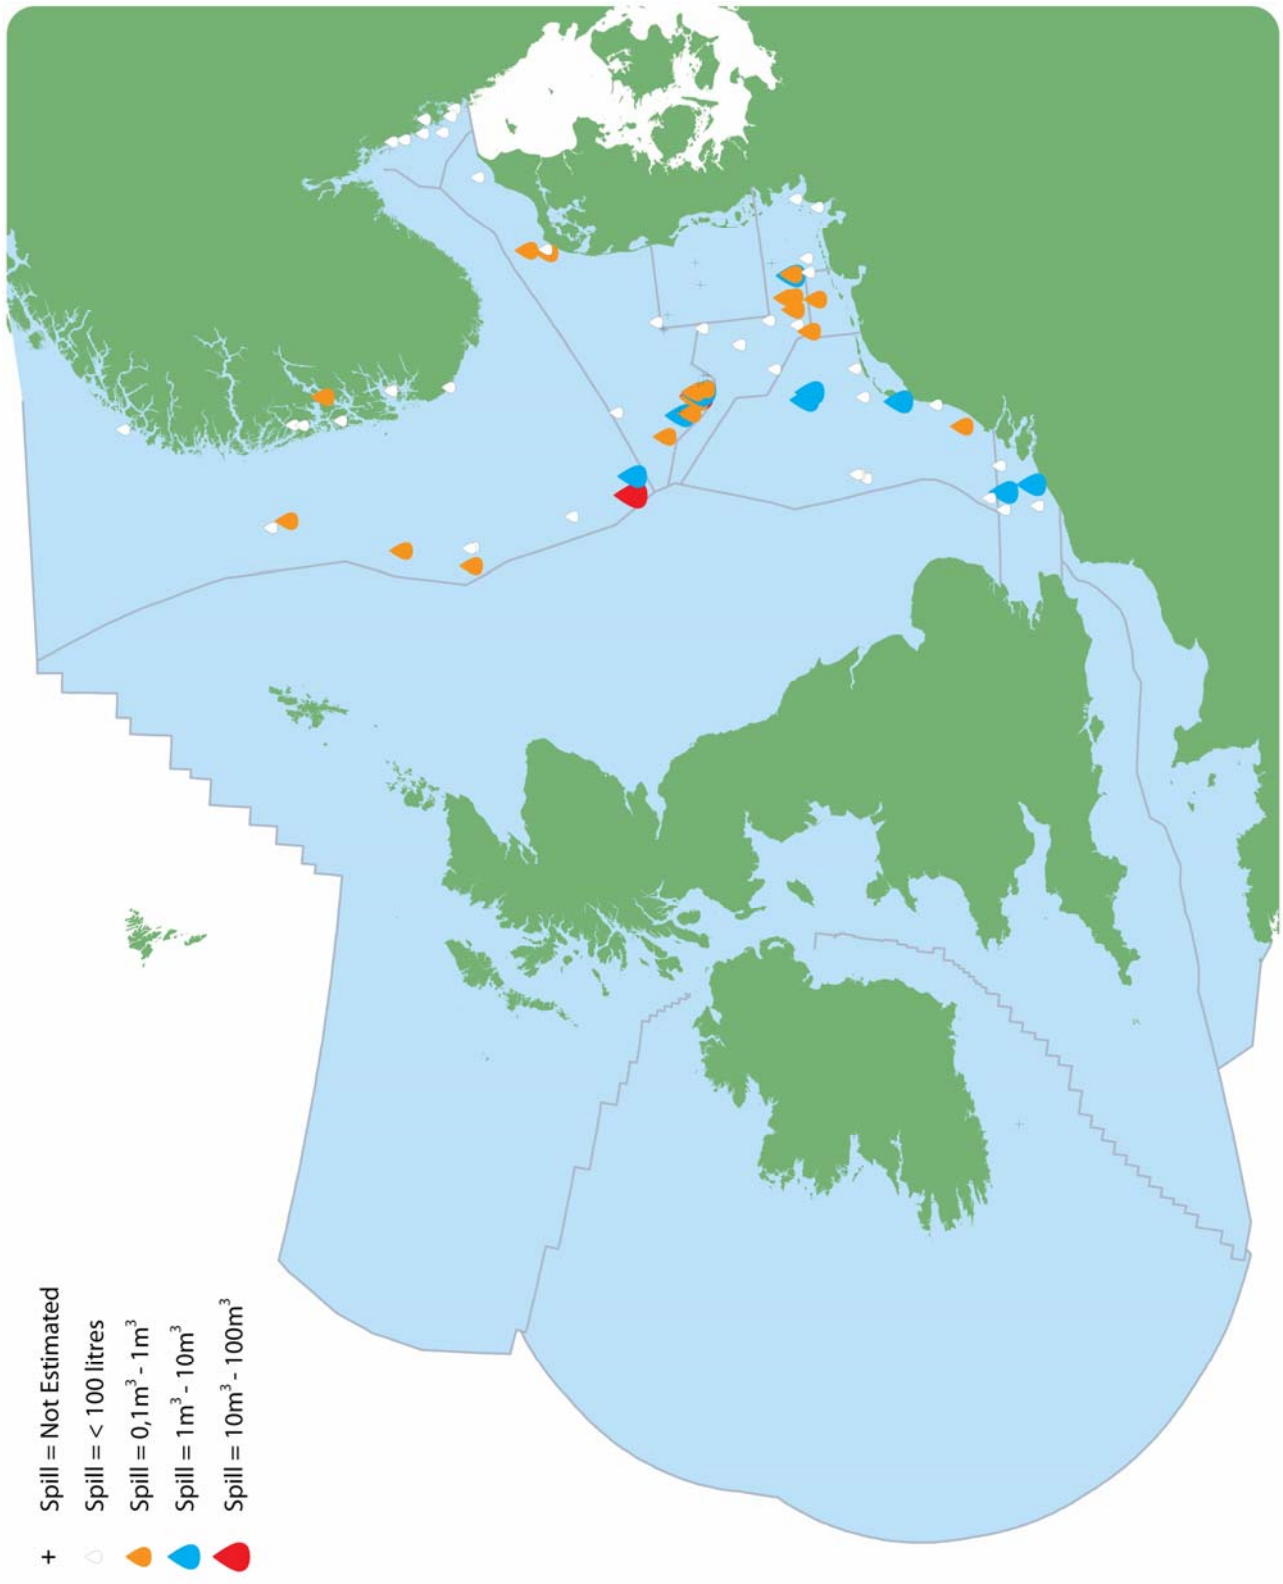 + Spill = Not Estimated
Spill = < 100 litres
Spill = 0,1m³ - 1m³
Spill = 1m³ - 10m³
Spill = 10m³ - 100m³